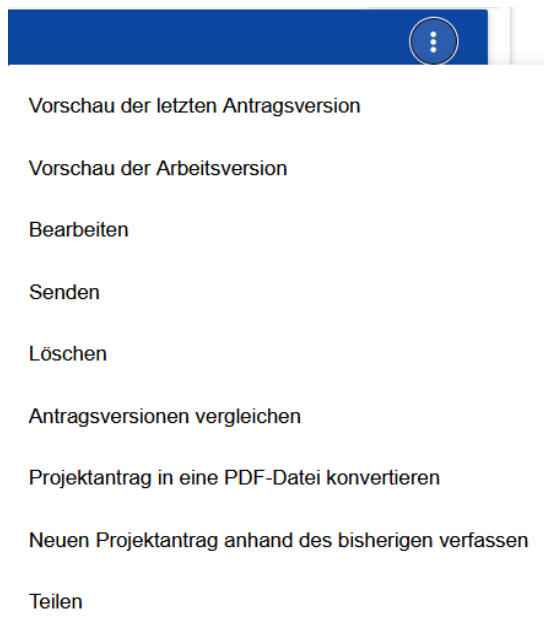 Vorschau der letzten Antragsversion
Vorschau der Arbeitsversion
Bearbeiten
Senden
Löschen
Antragsversionen vergleichen
Projektantrag in eine PDF-Datei konvertieren
Neuen Projektantrag anhand des bisherigen verfassen
Teilen